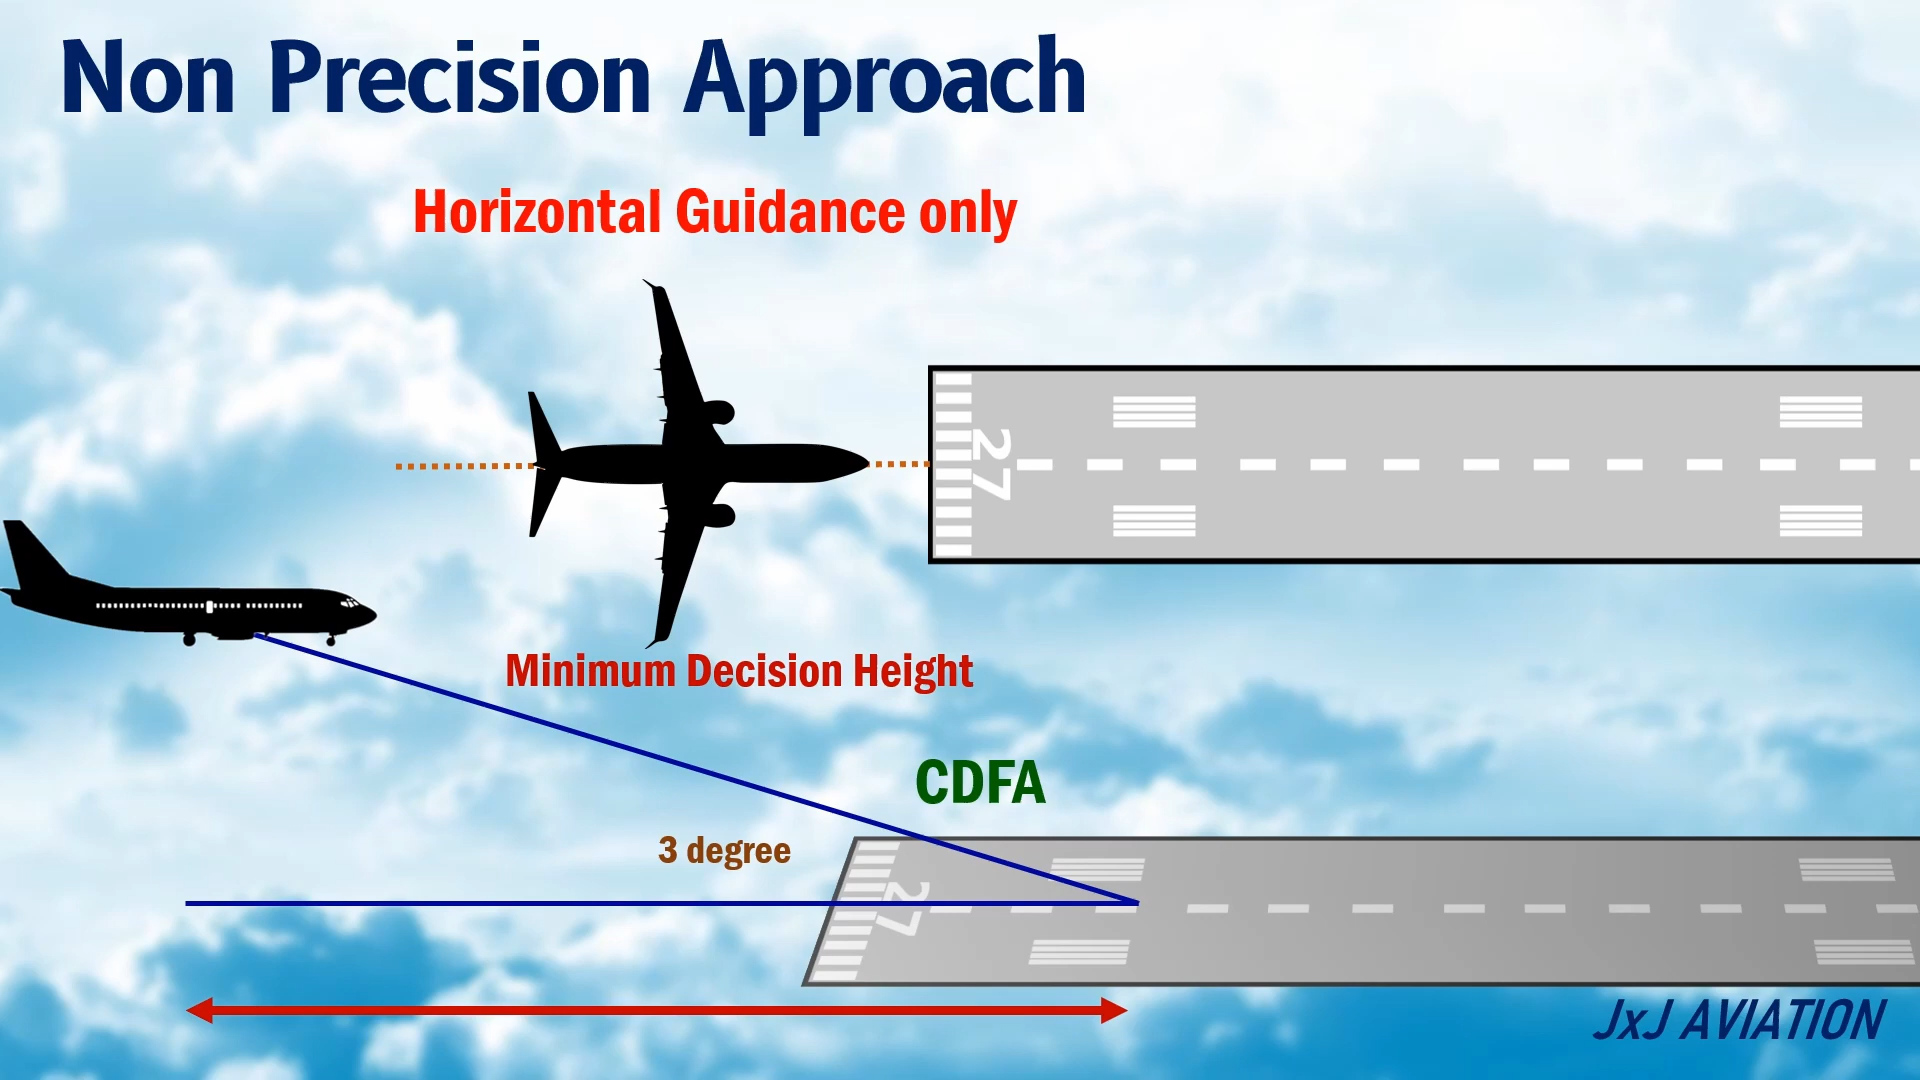 Non Precision Approach
Horizontal Guidance only
27
Minimum Decision Height
CDFA
3 degree
27
JxJ AVIATION